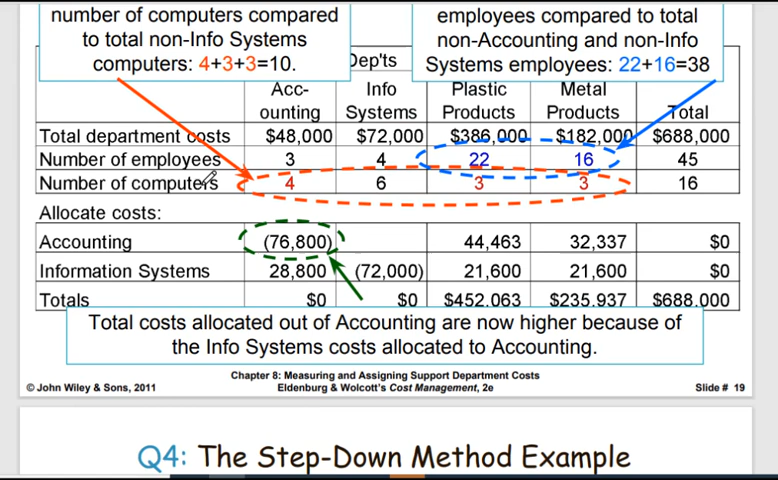 number of computers compared
to total non-Info Systems
computers: 4+3+3=10.
employees compared to total
non-Accounting and non-Info
Systems employees: 22+16=38
Dep'ts
Acc- Info Plastic Metal
ounting Systems Products Products Total
Total department costs $48,000 $72,000 $386,000 $182,000 $688,000
Number of employees 3 4 22 16 45
Number of computers 4 6 3 3 16
Allocate costs:
Accounting (76,800) 44,463 32,337 $0
Information Systems 28,800 (72,000) 21,600 21,600 $0
Totals $0 $0 $452,063 $235,937 $688,000
Total costs allocated out of Accounting are now higher because of
the Info Systems costs allocated to Accounting.
Chapter 8: Measuring and Assigning Support Department Costs
© John Wiley & Sons, 2011 Eldenburg & Wolcott's Cost Management, 2e Slide # 19
Q4: The Step-Down Method Example